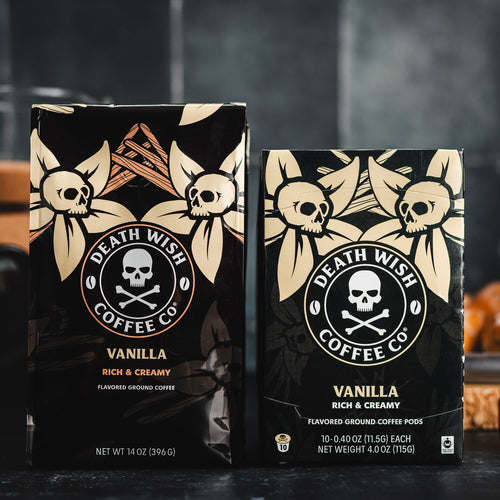 DEATH WISH
COFFEE CO®
VANILLA
RICH & CREAMY
FLAVORED GROUND COFFEE
NET WT 14 OZ (396 G)
DEATH WISH
COFFEE CO®
VANILLA
RICH & CREAMY
FLAVORED GROUND COFFEE PODS
10
10-0.40 OZ (11.5G) EACH
NET WEIGHT 4.0 OZ (115G)